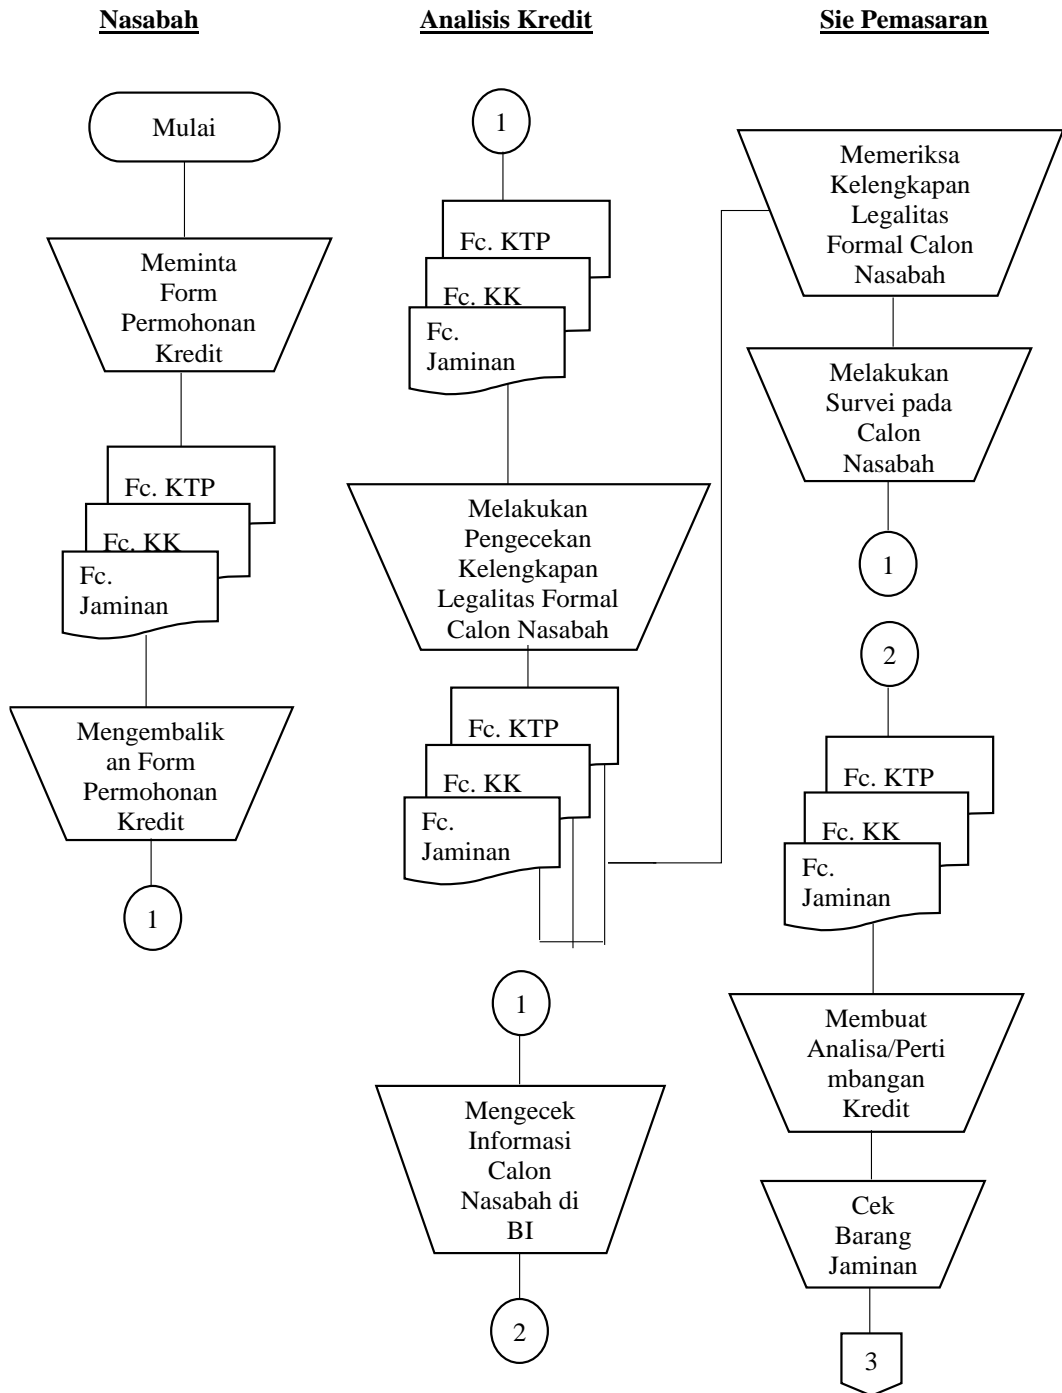 Nasabah
Analisis Kredit
Sie Pemasaran
Mulai
Meminta
Form
Permohonan
Kredit
Fc. KTP
Fc. KK
Fc.
Jaminan
Mengembalik
an Form
Permohonan
Kredit
1
1
Fc. KTP
Fc. KK
Fc.
Jaminan
Melakukan
Pengecekan
Kelengkapan
Legalitas Formal
Calon Nasabah
Fc. KTP
Fc. KK
Fc.
Jaminan
1
Mengecek
Informasi
Calon
Nasabah di
BI
2
Memeriksa
Kelengkapan
Legalitas
Formal Calon
Nasabah
Melakukan
Survei pada
Calon
Nasabah
1
2
Fc. KTP
Fc. KK
Fc.
Jaminan
Membuat
Analisa/Perti
mbangan
Kredit
Cek
Barang
Jaminan
3